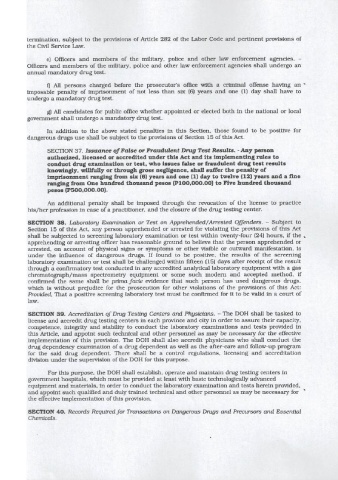 termination, subject to the provisions of Article 282 of the Labor Code and pertinent provisions of
the Civil Service Law.
e) Officers and members of the military, police and other law enforcement agencies. -
Officers and members of the military, police and other law enforcement agencies shall undergo an
annual mandatory drug test.
f) All persons charged before the prosecutor's office with a criminal offense having an
imposable penalty of imprisonment of not less than six (6) years and one (1) day shall have to
undergo a mandatory drug test.
g) All candidates for public office whether appointed or elected both in the national or local
government shall undergo a mandatory drug test.
In addition to the above stated penalties in this Section, those found to be positive for
dangerous drugs use shall be subject to the provisions of Section 15 of this Act.
SECTION 37. Issuance of False or Fraudulent Drug Test Results. - Any person
authorized, licensed or accredited under this Act and its implementing rules to
conduct drug examination or test, who issues false or fraudulent drug test results
knowingly, willfully or through gross negligence, shall suffer the penalty of
imprisonment ranging from six (6) years and one (1) day to twelve (12) years and a fine
ranging from One hundred thousand pesos (P100,000.00) to Five hundred thousand
pesos (P500,000.00).
An additional penalty shall be imposed through the revocation of the license to practice
his/her profession in case of a practitioner, and the closure of the drug testing center.
SECTION 38. Laboratory Examination or Test on Apprehended/Arrested Offenders. - Subject to
Section 15 of this Act, any person apprehended or arrested for violating the provisions of this Act
shall be subjected to screening laboratory examination or test within twenty-four (24) hours, if the
apprehending or arresting officer has reasonable ground to believe that the person apprehended or
arrested, on account of physical signs or symptoms or other visible or outward manifestation, is
under the influence of dangerous drugs. If found to be positive, the results of the screening
laboratory examination or test shall be challenged within fifteen (15) days after receipt of the result
through a confirmatory test conducted in any accredited analytical laboratory equipment with a gas
chromatograph/mass spectrometry equipment or some such modern and accepted method, if
confirmed the same shall be prima facie evidence that such person has used dangerous drugs,
which is without prejudice for the prosecution for other violations of the provisions of this Act:
Provided, That a positive screening laboratory test must be confirmed for it to be valid in a court of
law.
SECTION 39. Accreditation of Drug Testing Centers and Physicians. - The DOH shall be tasked to
license and accredit drug testing centers in each province and city in order to assure their capacity,
competence, integrity and stability to conduct the laboratory examinations and tests provided in
this Article, and appoint such technical and other personnel as may be necessary for the effective
implementation of this provision. The DOH shall also accredit physicians who shall conduct the
drug dependency examination of a drug dependent as well as the after-care and follow-up program
for the said drug dependent. There shall be a control regulations, licensing and accreditation
division under the supervision of the DOH for this purpose.
For this purpose, the DOH shall establish, operate and maintain drug testing centers in
government hospitals, which must be provided at least with basic technologically advanced
equipment and materials, in order to conduct the laboratory examination and tests herein provided,
and appoint such qualified and duly trained technical and other personnel as may be necessary for
the effective implementation of this provision.
SECTION 40. Records Required for Transactions on Dangerous Drugs and Precursors and Essential
Chemicals.